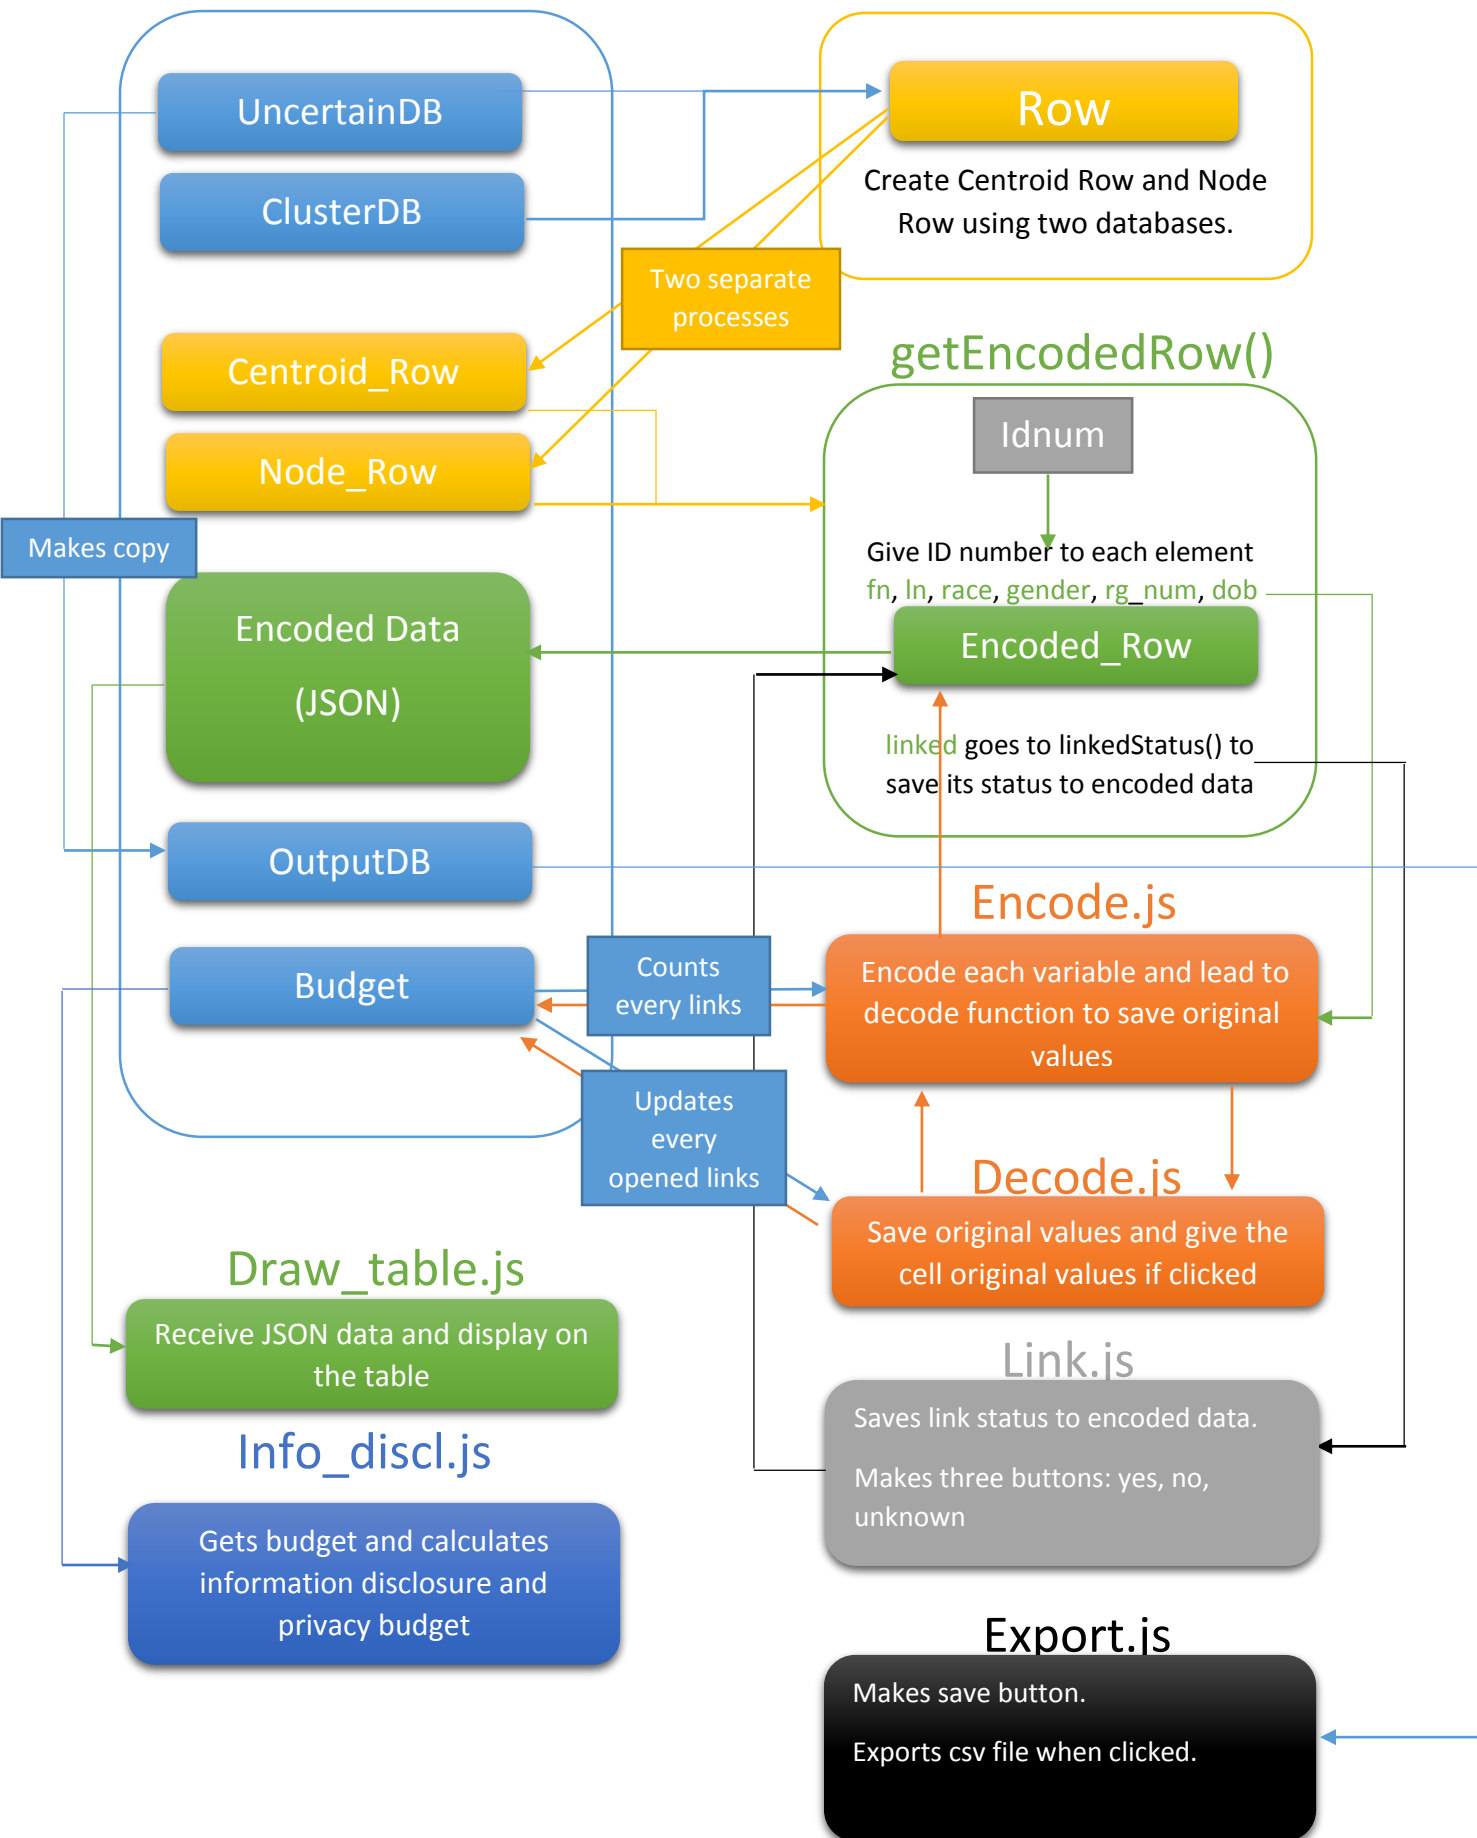 UncertainDB
ClusterDB
Row
Create Centroid Row and Node
Row using two databases.
Two separate
processes
Centroid_Row
Node_Row
Makes copy
getEncodedRow()
Idnum
Give ID number to each element
fn, ln, race, gender, rg_num, dob
Encoded_Row
linked goes to linkedStatus() to
save its status to encoded data
Encoded Data
(JSON)
OutputDB
Budget
Counts
every links
Updates
every
opened links
Encode.js
Encode each variable and lead to
decode function to save original
values
Decode.js
Save original values and give the
cell original values if clicked
Draw_table.js
Receive JSON data and display on
the table
Info_discl.js
Gets budget and calculates
information disclosure and
privacy budget
Link.js
Saves link status to encoded data.
Makes three buttons: yes, no,
unknown
Export.js
Makes save button.
Exports csv file when clicked.